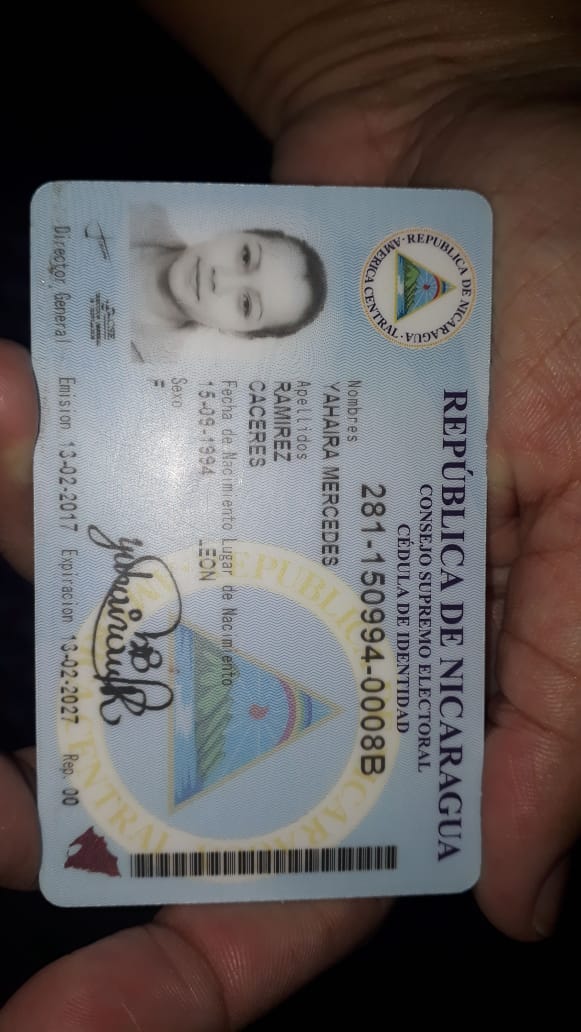 REPÚBLICA DE NICARAGUA
CONSEJO SUPREMO ELECTORAL
CÉDULA DE IDENTIDAD
REPUBLICA DE NICARAGUA
AMERICA CENTRAL
281-150994-0008B
Nombres
YAHAIRA MERCEDES
Apellidos
RAMIREZ
CACERES
Fecha de Nacimiento Lugar de Nacimiento
15-09-1994 LEON
Sexo
F
Director General Emision 13-02-2017 Expiracion 13-02-2027 Rep. 00